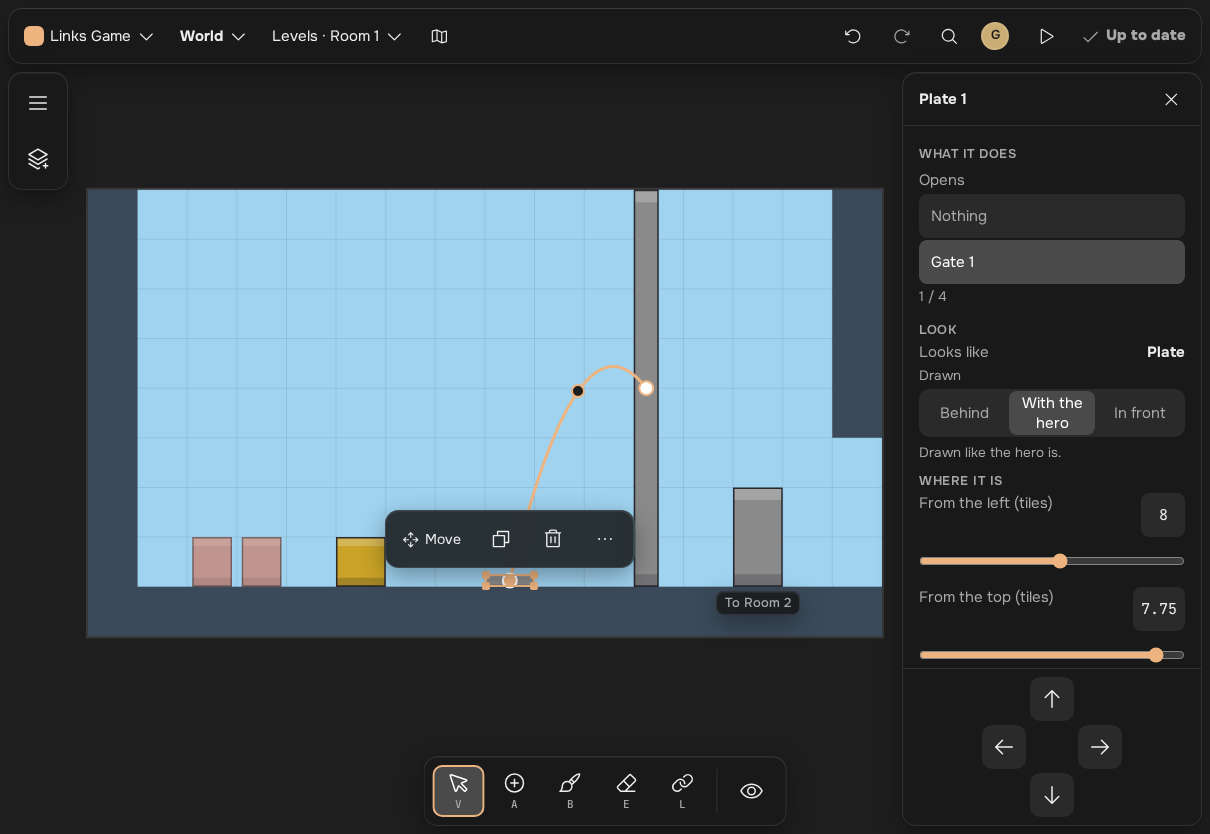 Links Game
World
Levels · Room 1
G
Up to date
Plate 1
WHAT IT DOES
Opens
Nothing
Gate 1
1 / 4
LOOK
Looks like
Plate
Drawn
Behind
With the
hero
In front
Drawn like the hero is.
WHERE IT IS
From the left (tiles)
8
From the top (tiles)
7.75
Move
To Room 2
V
A
B
E
L